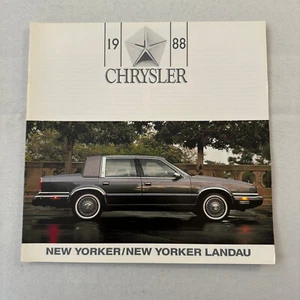 19 88
CHRYSLER
NEW YORKER/NEW YORKER LANDAU